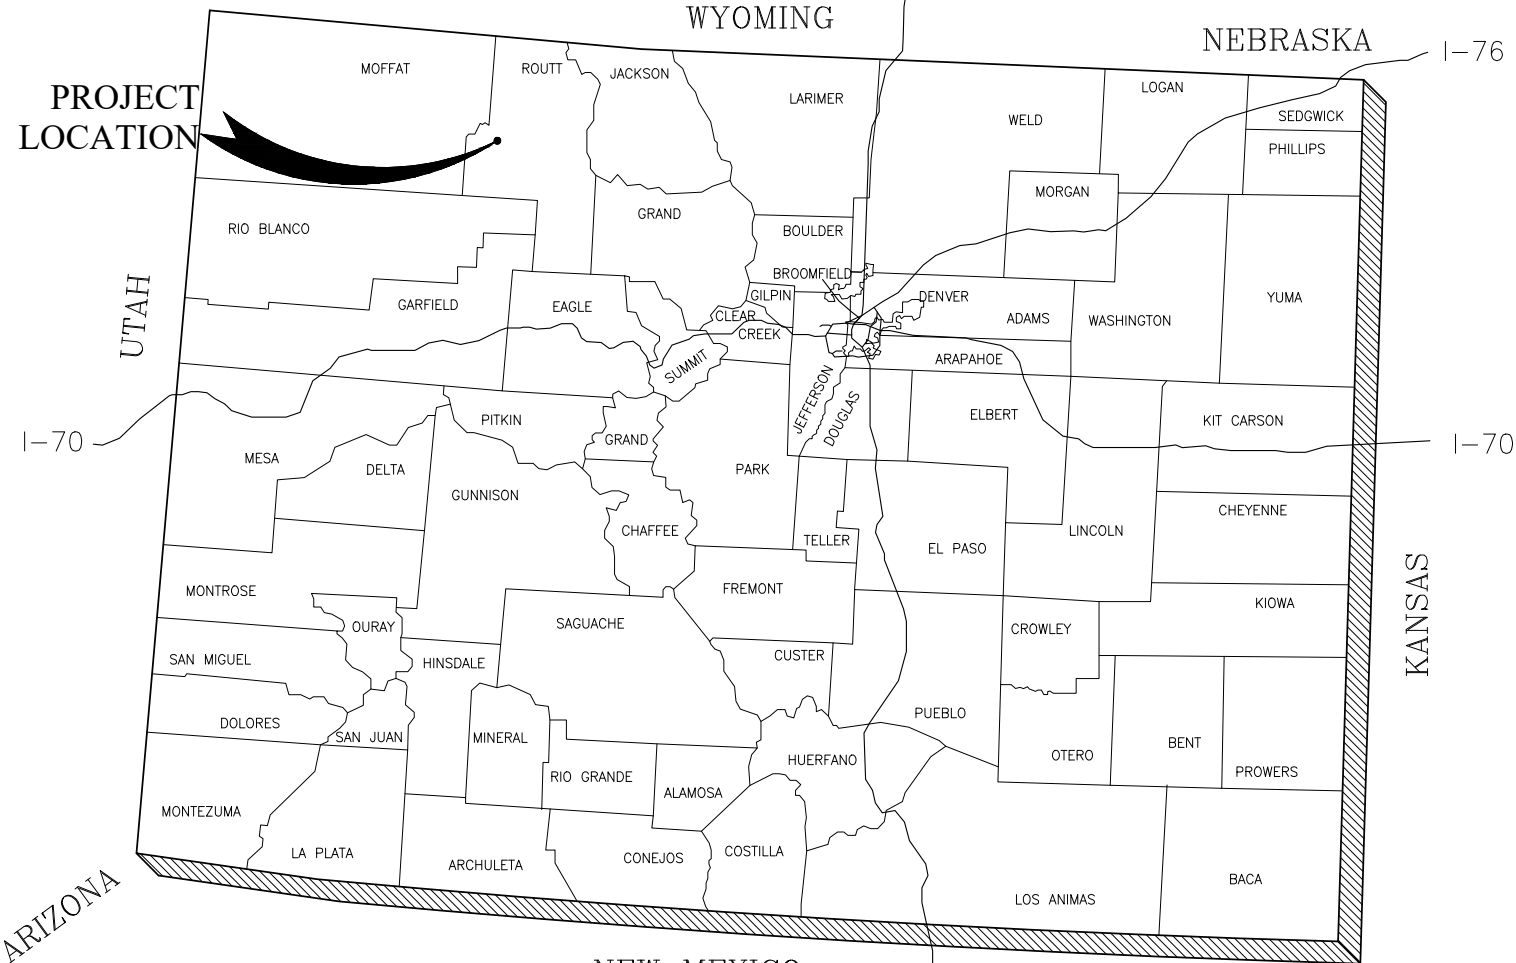 WYOMING
NEBRASKA
I-76
MOFFAT
ROUTT
JACKSON
LARIMER
LOGAN
SEDGWICK
PROJECT
LOCATION
WELD
PHILLIPS
MORGAN
RIO BLANCO
GRAND
BOULDER
BROOMFIELD
GILPIN
DENVER
YUMA
UTAH
GARFIELD
EAGLE
CLEAR
CREEK
ADAMS
WASHINGTON
SUMMIT
ARAPAHOE
JEFFERSON
DOUGLAS
ELBERT
KIT CARSON
PITKIN
GRAND
I-70
I-70
MESA
DELTA
PARK
GUNNISON
CHAFFEE
TELLER
EL PASO
LINCOLN
CHEYENNE
MONTROSE
FREMONT
KIOWA
KANSAS
OURAY
SAGUACHE
CROWLEY
SAN MIGUEL
HINSDALE
CUSTER
DOLORES
SAN JUAN
MINERAL
PUEBLO
HUERFANO
OTERO
BENT
PROWERS
RIO GRANDE
ALAMOSA
MONTEZUMA
LA PLATA
ARCHULETA
CONEJOS
COSTILLA
LOS ANIMAS
BACA
ARIZONA
NEW MEXICO